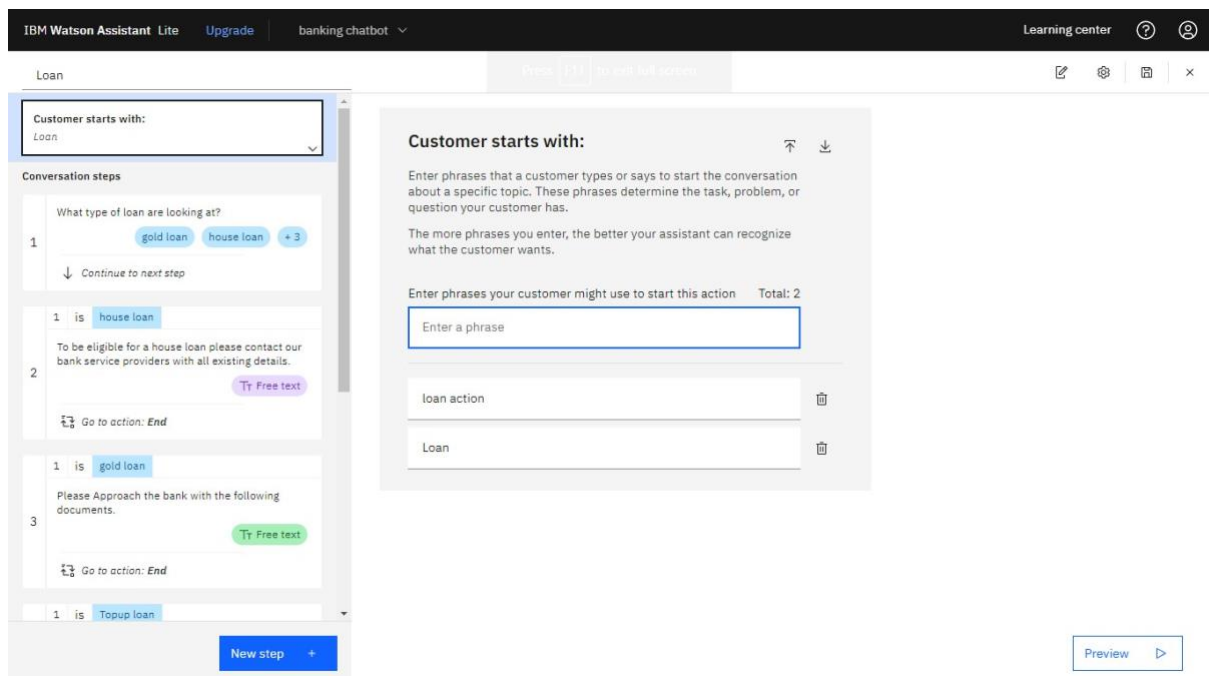 IBM Watson Assistant Lite Upgrade banking chatbot Learning center
Loan
Press F11 to exit full screen
Customer starts with:
Loan
Conversation steps
1
What type of loan are looking at?
gold loan house loan + 3
Continue to next step
2
1 is house loan
To be eligible for a house loan please contact our
bank service providers with all existing details.
Free text
Go to action: End
3
1 is gold loan
Please Approach the bank with the following
documents.
Free text
Go to action: End
1 is Topup loan
New step +
Customer starts with:
Enter phrases that a customer types or says to start the conversation
about a specific topic. These phrases determine the task, problem, or
question your customer has.
The more phrases you enter, the better your assistant can recognize
what the customer wants.
Enter phrases your customer might use to start this action Total: 2
Enter a phrase
loan action
Loan
Preview